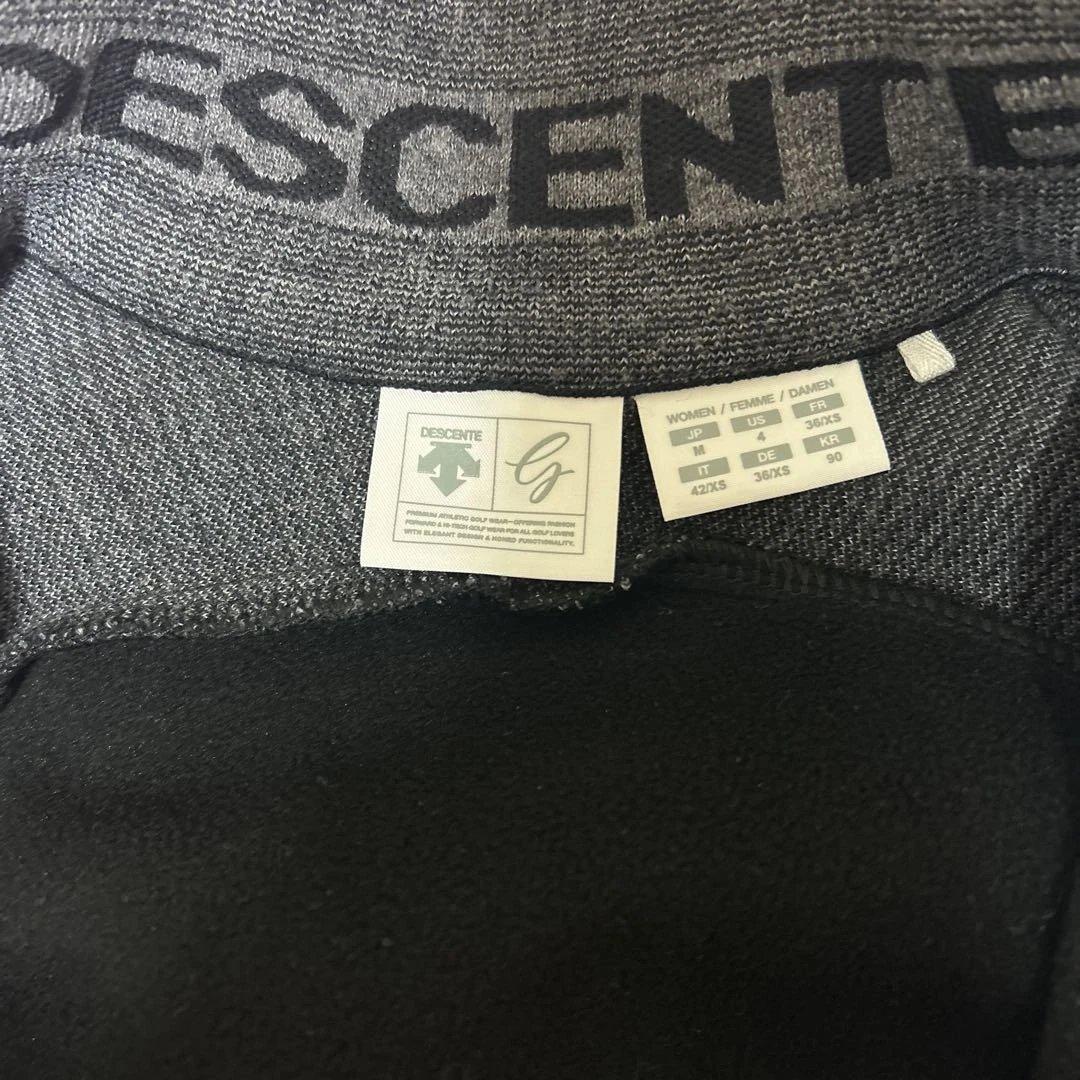 DESCENTE
DESCENTE
PREMIUM ATHLETIC GOLF WEAR—OFFERING FASHION
FORWARD & HI-TECH GOLF WEAR FOR ALL GOLF LOVERS
WITH ELEGANT DESIGN & HONED FUNCTIONALITY.
WOMEN / FEMME / DAMEN
JP US FR
M 4 36/XS
IT DE KR
42/XS 36/XS 90